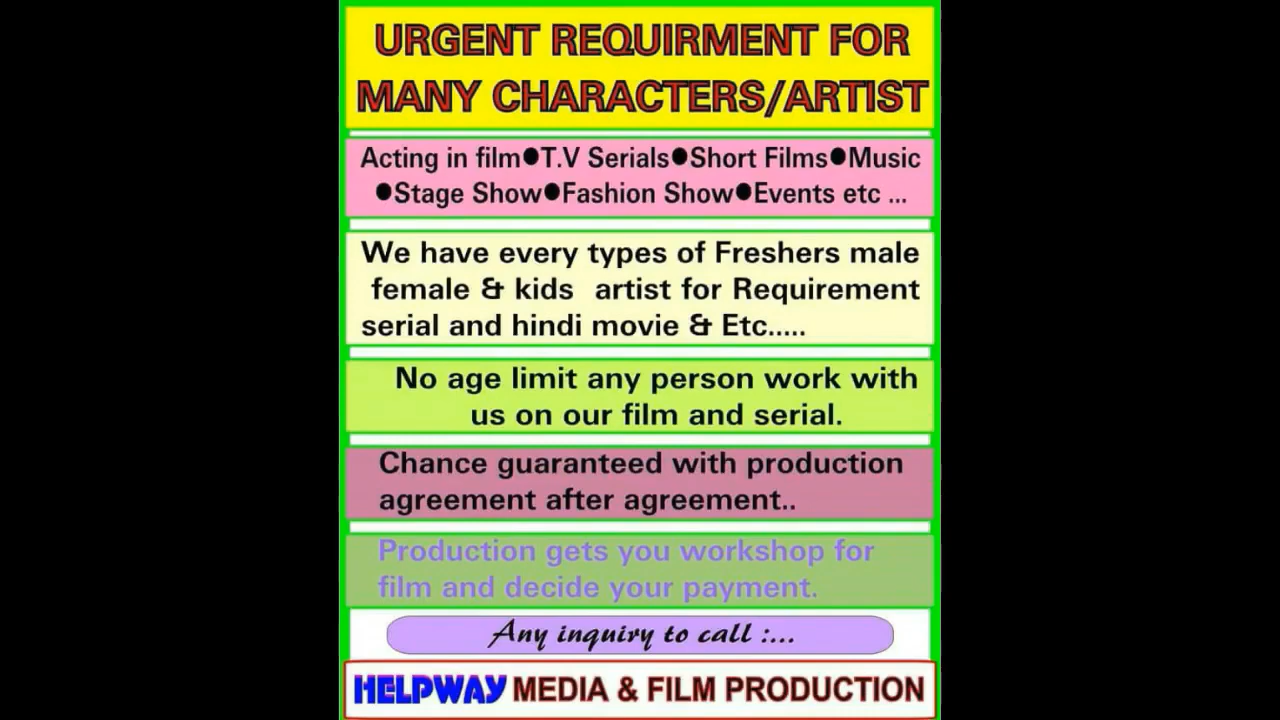 URGENT REQUIRMENT FOR
MANY CHARACTERS/ARTIST
Acting in film●T.V Serials●Short Films●Music
●Stage Show●Fashion Show●Events etc ...
We have every types of Freshers male
female & kids artist for Requirement
serial and hindi movie & Etc.....
No age limit any person work with
us on our film and serial.
Chance guaranteed with production
agreement after agreement..
Production gets you workshop for
film and decide your payment.
Any inquiry to call :...
HELPWAY MEDIA & FILM PRODUCTION